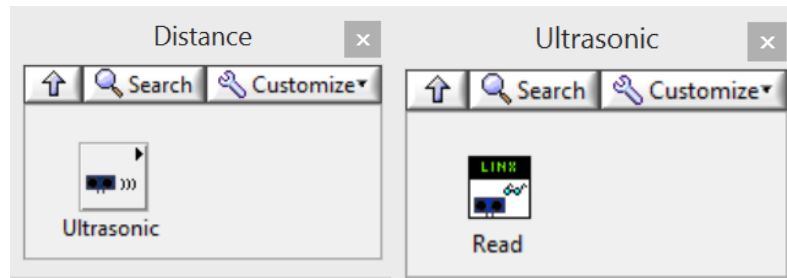 Distance
Search Customize
Ultrasonic
Ultrasonic
Search Customize
LINX
Read